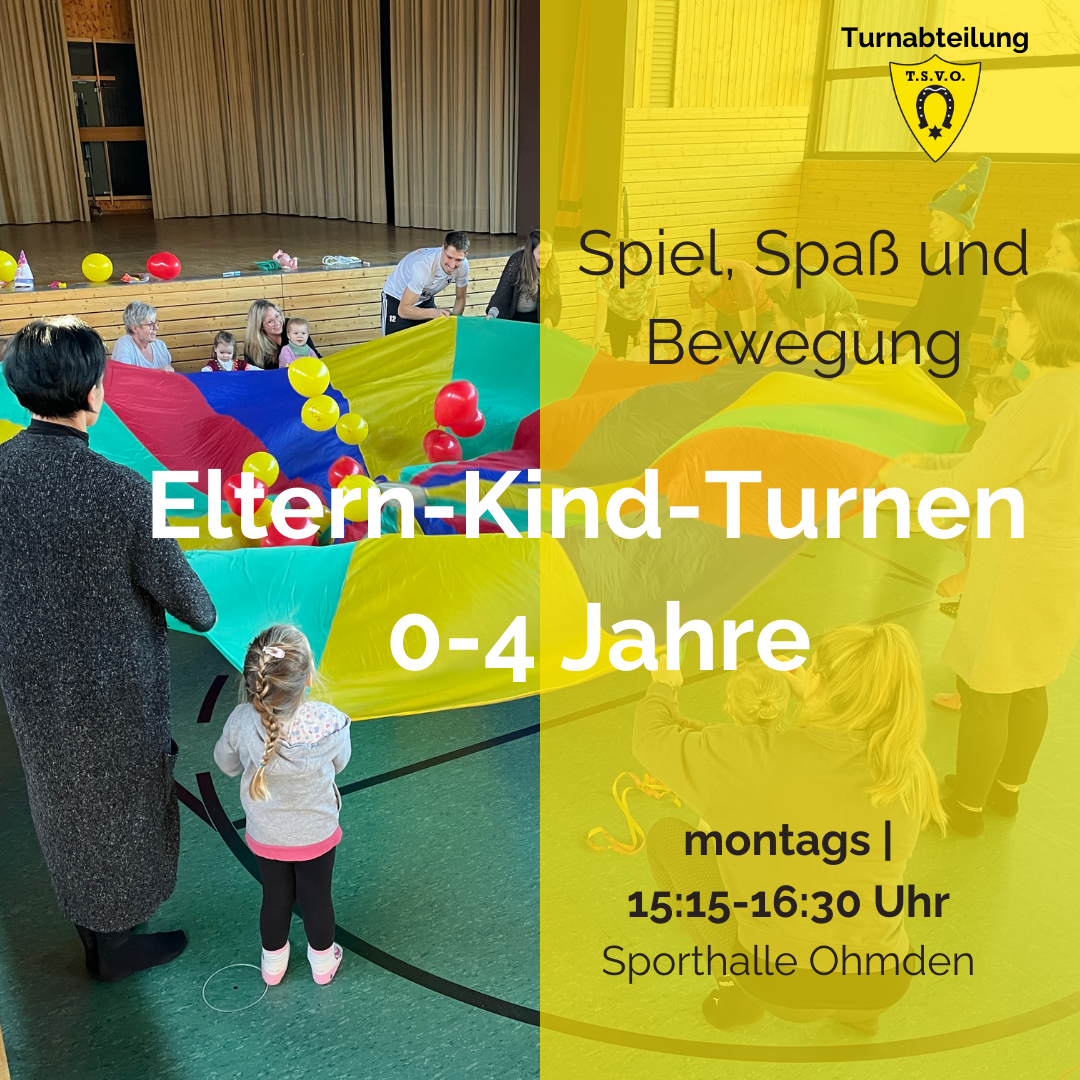 Turnabteilung
T.S.V.O.
Spiel, Spaß und
Bewegung
Eltern-Kind-Turnen
0-4 Jahre
montags |
15:15-16:30 Uhr
Sporthalle Ohmden
12